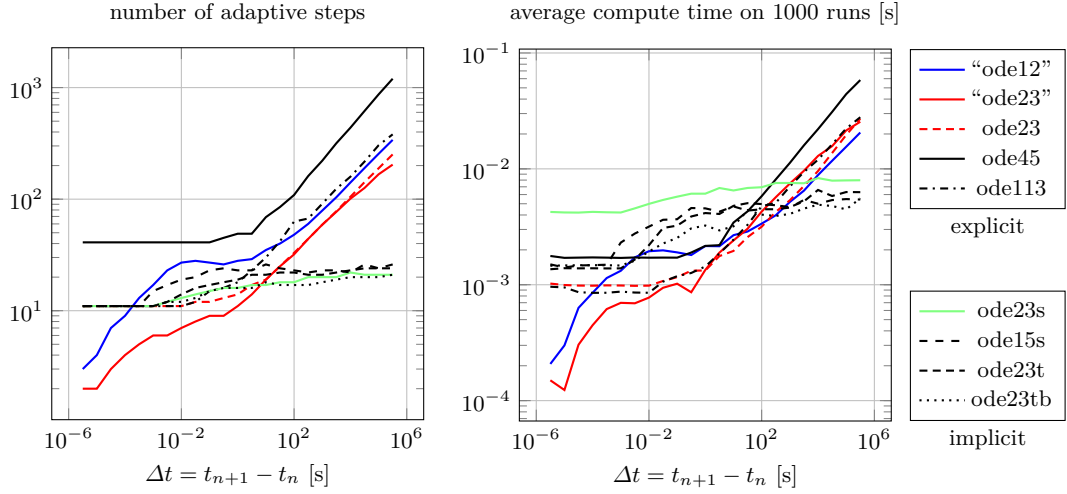 number of adaptive steps
average compute time on 1000 runs [s]
10^3
10^2
10^1
10^−6
10^−2
10^2
10^6
Δt = t_{n+1} − t_n [s]
10^−1
10^−2
10^−3
10^−4
10^−6
10^−2
10^2
10^6
Δt = t_{n+1} − t_n [s]
“ode12”
“ode23”
ode23
ode45
ode113
explicit
ode23s
ode15s
ode23t
ode23tb
implicit